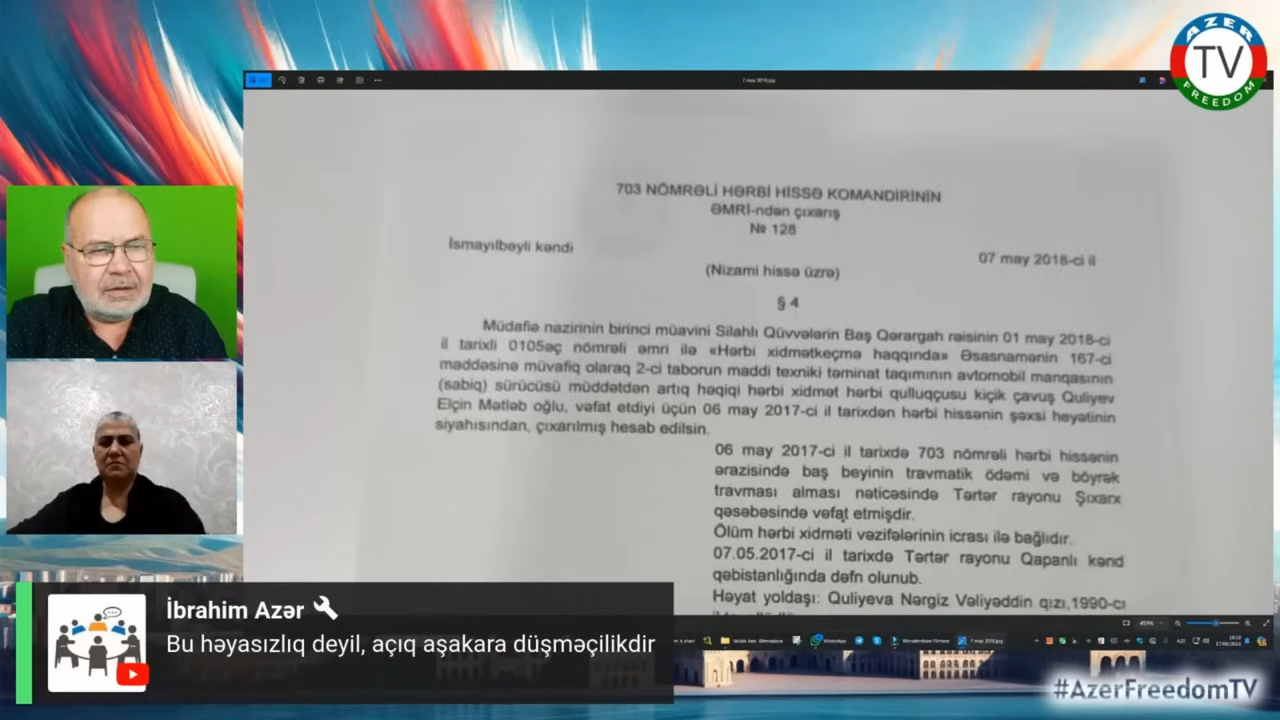 AZER
TV
FREEDOM
703 NÖMRƏLİ HƏRBİ HİSSƏ KOMANDİRİNİN
ƏMRİ-ndən çıxarış
№ 128
İsmayılbəyli kəndi
07 may 2018-ci il
(Nizami hissə üzrə)
§ 4
Müdafiə nazirinin birinci müavini Silahlı Qüvvələrin Baş Qərargah rəisinin 01 may 2018-ci
il tarixli 0105əç nömrəli əmri ilə «Hərbi xidmətkeçmə haqqında» Əsasnamənin 167-ci
maddəsinə müvafiq olaraq 2-ci taborun maddi texniki təminat taqımının avtomobil manqasının
(sabiq) sürücüsü müddətdən artıq həqiqi hərbi xidmət hərbi qulluqçusu kiçik çavuş Quliyev
Elçin Mətləb oğlu, vəfat etdiyi üçün 06 may 2017-ci il tarixdən hərbi hissənin şəxsi heyətinin
siyahısından, çıxarılmış hesab edilsin.
06 may 2017-ci il tarixdə 703 nömrəli hərbi hissənin
ərazisində baş beyinin travmatik ödəmi və böyrək
travması alması nəticəsində Tərtər rayonu Şıxarx
qəsəbəsində vəfat etmişdir.
Ölüm hərbi xidməti vəzifələrinin icrası ilə bağlıdır.
07.05.2017-ci il tarixdə Tərtər rayonu Qapanlı kənd
qəbistanlığında dəfn olunub.
Həyat yoldaşı: Quliyeva Nərgiz Vəliyəddin qızı,1990-cı
İbrahim Azər
Bu həyasızlıq deyil, açıq aşakara düşməçilikdir
#AzerFreedomTV